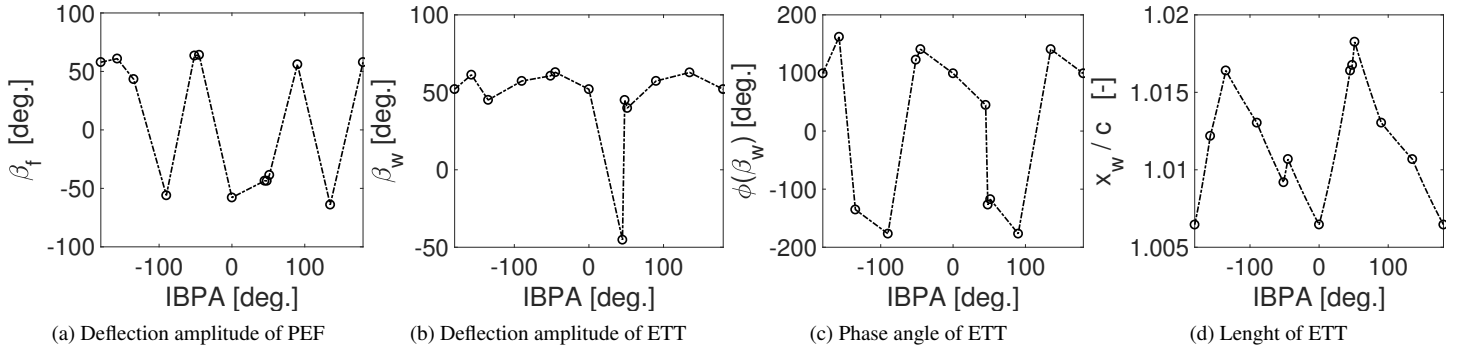 100
50
0
-50
-100
β_f [deg.]
-100 0 100
IBPA [deg.]
(a) Deflection amplitude of PEF
100
50
0
-50
β_w [deg.]
-100 0 100
IBPA [deg.]
(b) Deflection amplitude of ETT
200
100
0
-100
-200
ϕ(β_w) [deg.]
-100 0 100
IBPA [deg.]
(c) Phase angle of ETT
1.02
1.015
1.01
1.005
x_w / c [-]
-100 0 100
IBPA [deg.]
(d) Lenght of ETT